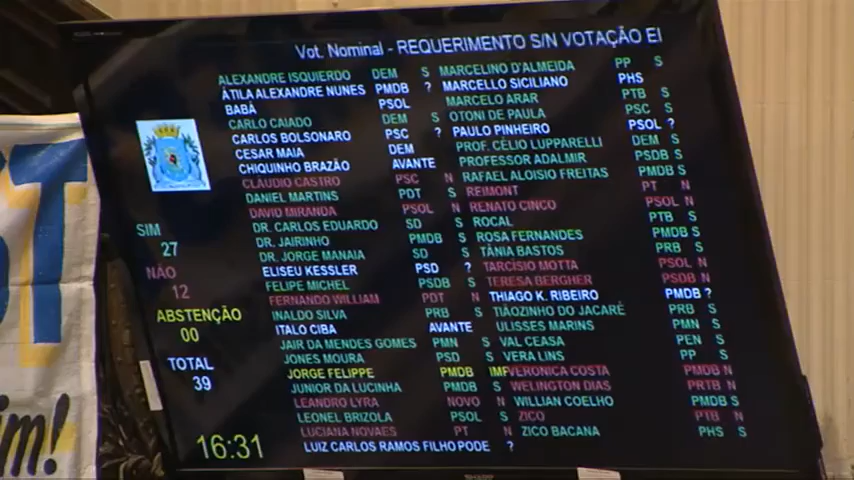 Vot. Nominal - REQUERIMENTO S/N VOTAÇÃO EI
SIM
27
NÃO
12
ABSTENÇÃO
00
TOTAL
39
16:31
ALEXANDRE ISQUIERDO DEM S
ÁTILA ALEXANDRE NUNES PMDB ?
BABÁ PSOL
CARLO CAIADO DEM S
CARLOS BOLSONARO PSC ?
CESAR MAIA DEM
CHIQUINHO BRAZÃO AVANTE
CLAUDIO CASTRO PSC N
DANIEL MARTINS PDT S
DAVID MIRANDA PSOL N
DR. CARLOS EDUARDO SD S
DR. JAIRINHO PMDB S
DR. JORGE MANAIA SD S
ELISEU KESSLER PSD ?
FELIPE MICHEL PSDB S
FERNANDO WILLIAM PDT N
INALDO SILVA PRB S
ITALO CIBA AVANTE
JAIR DA MENDES GOMES PMN S
JONES MOURA PSD S
JORGE FELIPPE PMDB IMF
JUNIOR DA LUCINHA PMDB S
LEANDRO LYRA NOVO N
LEONEL BRIZOLA PSOL S
LUCIANA NOVAES PT N
LUIZ CARLOS RAMOS FILHO PODE ?
MARCELINO D'ALMEIDA PP S
MARCELLO SICILIANO PHS
MARCELO ARAR PTB S
OTONI DE PAULA PSC S
PAULO PINHEIRO PSOL ?
PROF. CÉLIO LUPPARELLI DEM S
PROFESSOR ADALMIR PSDB S
RAFAEL ALOISIO FREITAS PMDB S
REIMONT PT N
RENATO CINCO PSOL N
ROCAL PTB S
ROSA FERNANDES PMDB S
TÂNIA BASTOS PRB S
TARCÍSIO MOTTA PSOL N
TERESA BERGHER PSDB N
THIAGO K. RIBEIRO PMDB ?
TIÃOZINHO DO JACARÉ PRB S
ULISSES MARINS PMN S
VAL CEASA PEN S
VERA LINS PP S
VERONICA COSTA PMDB N
WELINGTON DIAS PRTB N
WILLIAN COELHO PMDB S
ZICO PTB N
ZICO BACANA PHS S